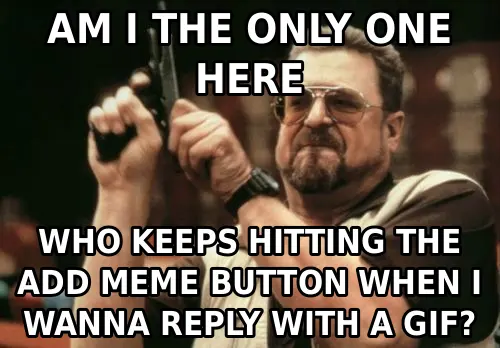 AM I THE ONLY ONE
HERE
WHO KEEPS HITTING THE
ADD MEME BUTTON WHEN I
WANNA REPLY WITH A GIF?